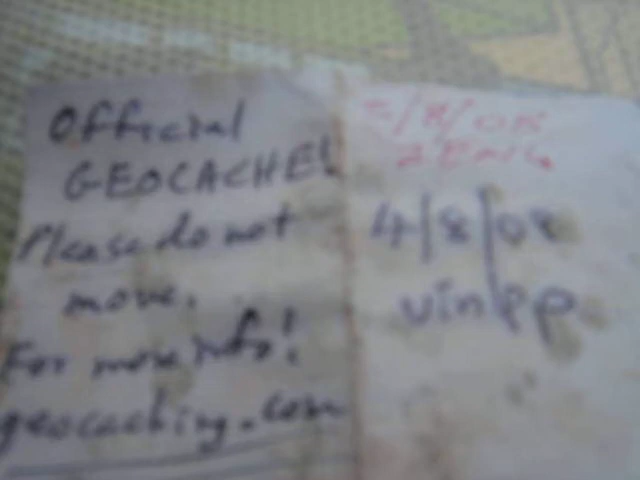 Official
GEOCACHE!
Please do not
move.
For more info!
geocaching.com
4/8/08
vinpp